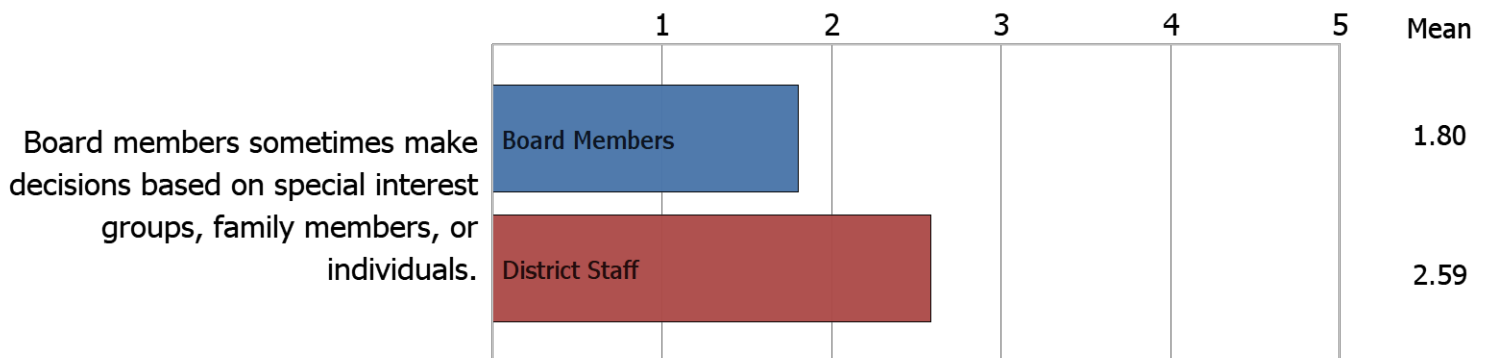 1 2 3 4 5 Mean
Board members sometimes make
decisions based on special interest
groups, family members, or
individuals.
Board Members 1.80
District Staff 2.59